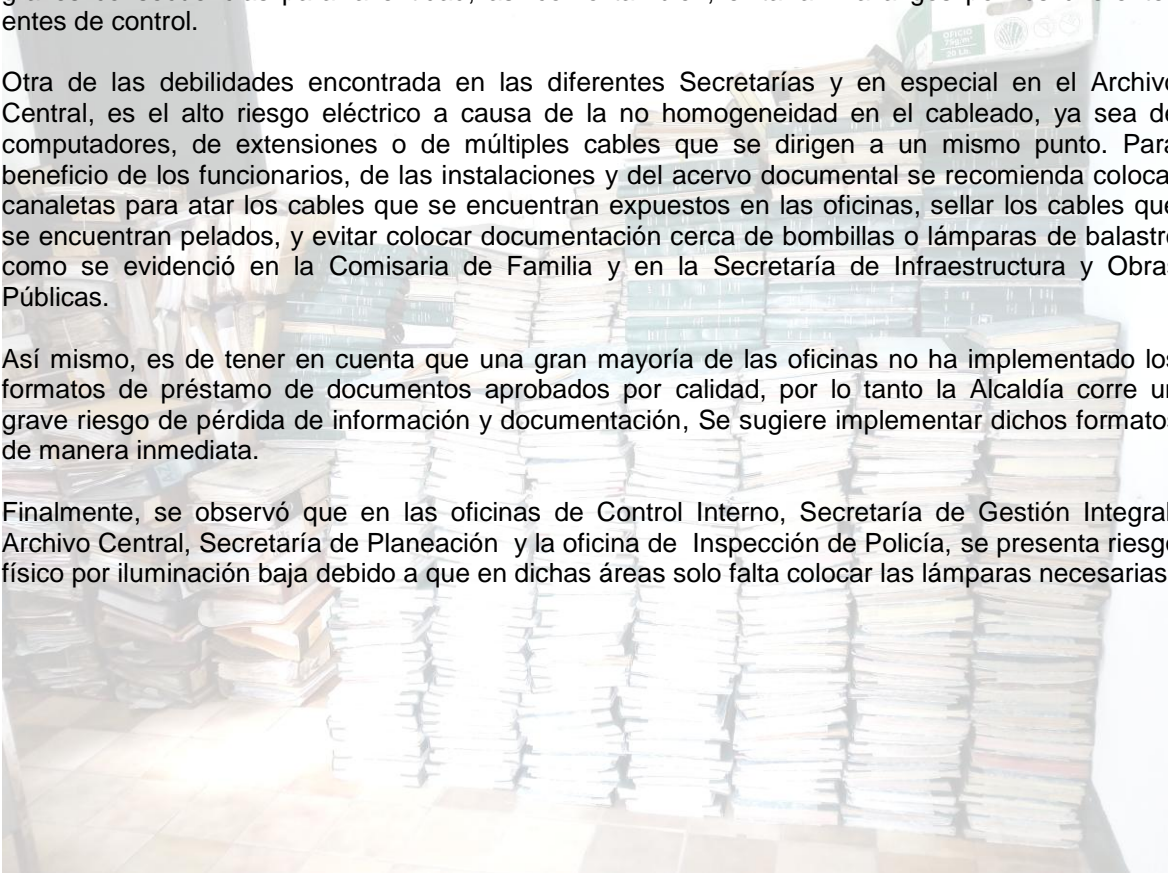 entes de control.
Otra de las debilidades encontrada en las diferentes Secretarías y en especial en el Archivo
Central, es el alto riesgo eléctrico a causa de la no homogeneidad en el cableado, ya sea de
computadores, de extensiones o de múltiples cables que se dirigen a un mismo punto. Para
beneficio de los funcionarios, de las instalaciones y del acervo documental se recomienda coloca
canaletas para atar los cables que se encuentran expuestos en las oficinas, sellar los cables que
se encuentran pelados, y evitar colocar documentación cerca de bombillas o lámparas de balastro
como se evidenció en la Comisaria de Familia y en la Secretaría de Infraestructura y Obras
Públicas.
Así mismo, es de tener en cuenta que una gran mayoría de las oficinas no ha implementado los
formatos de préstamo de documentos aprobados por calidad, por lo tanto la Alcaldía corre un
grave riesgo de pérdida de información y documentación, Se sugiere implementar dichos formatos
de manera inmediata.
Finalmente, se observó que en las oficinas de Control Interno, Secretaría de Gestión Integral
Archivo Central, Secretaría de Planeación y la oficina de Inspección de Policía, se presenta riesgo
físico por iluminación baja debido a que en dichas áreas solo falta colocar las lámparas necesarias
OFICIO
75g/m²
20 Lb.